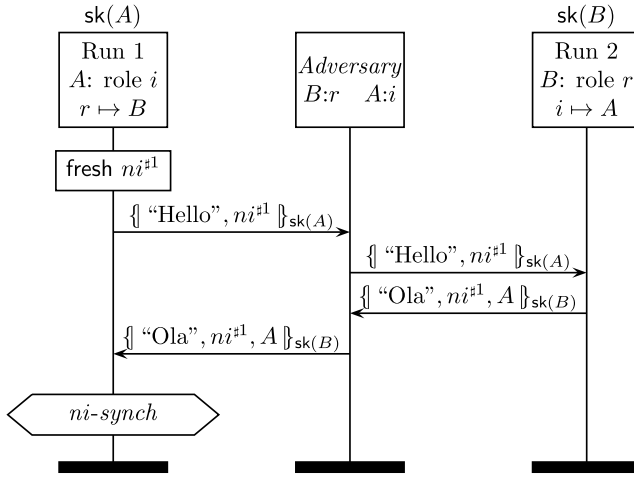 sk(A) sk(B)
Run 1
A: role i
r ↦ B
Adversary
B:r A:i
Run 2
B: role r
i ↦ A
fresh ni♯1
{| “Hello”, ni♯1 |}sk(A)
{| “Hello”, ni♯1 |}sk(A)
{| “Ola”, ni♯1, A |}sk(B)
{| “Ola”, ni♯1, A |}sk(B)
ni-synch